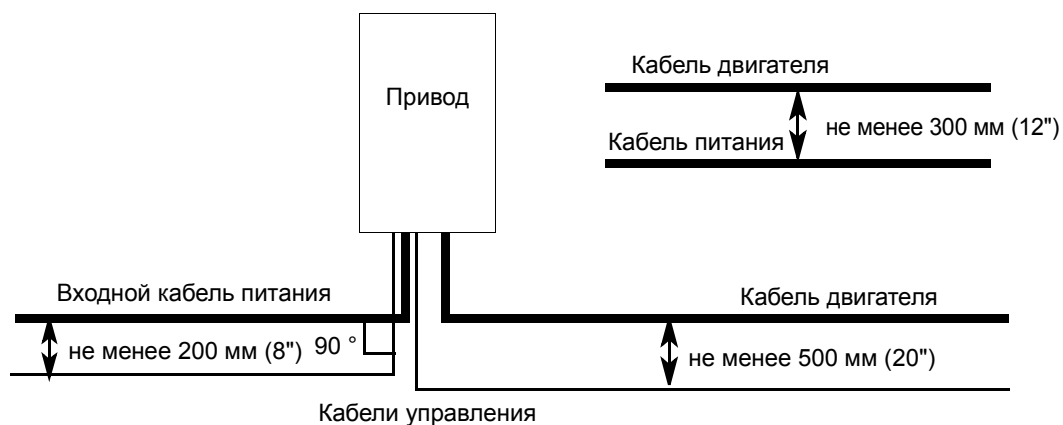 Привод
Кабель двигателя
не менее 300 мм (12")
Кабель питания
Входной кабель питания
Кабель двигателя
не менее 200 мм (8")
90 °
не менее 500 мм (20")
Кабели управления